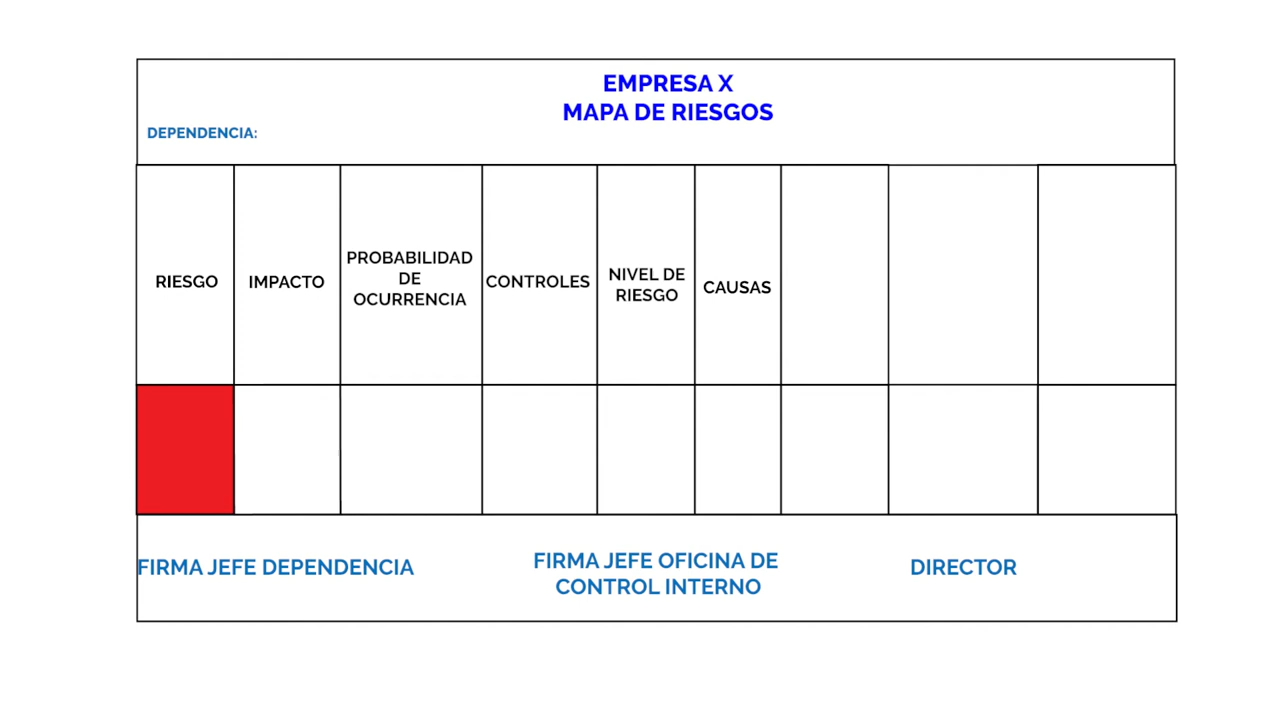 EMPRESA X
MAPA DE RIESGOS
DEPENDENCIA:
RIESGO
IMPACTO
PROBABILIDAD
DE
OCURRENCIA
CONTROLES
NIVEL DE
RIESGO
CAUSAS
FIRMA JEFE DEPENDENCIA
FIRMA JEFE OFICINA DE
CONTROL INTERNO
DIRECTOR